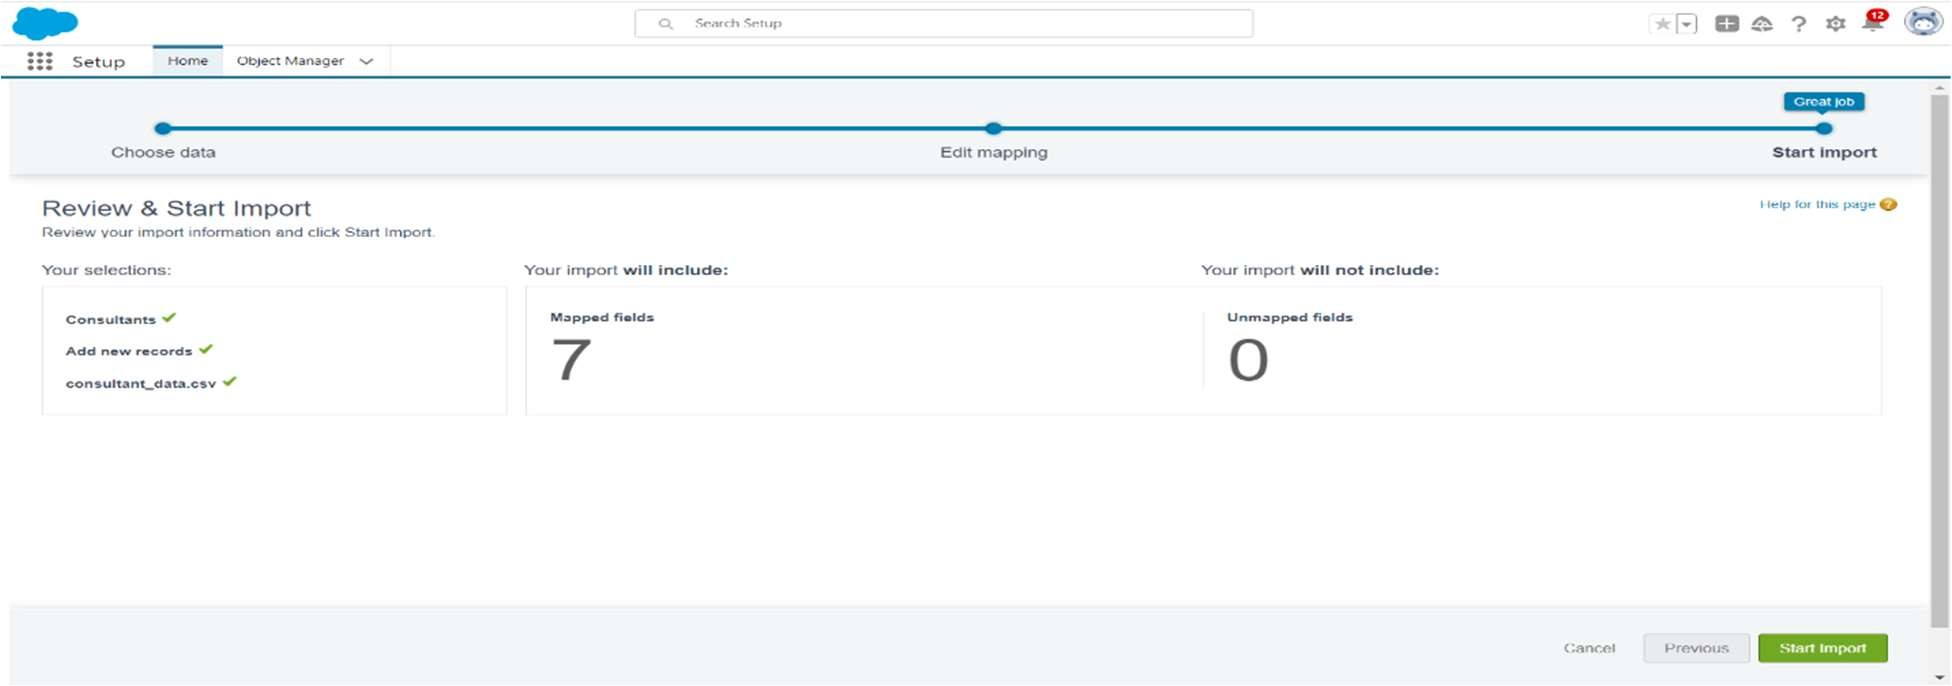 Search Setup
12
Setup
Home
Object Manager
Great job
Choose data
Edit mapping
Start import
Review & Start Import
Help for this page ?
Review your import information and click Start Import.
Your selections:
Your import will include:
Your import will not include:
Consultants
Add new records
consultant_data.csv
Mapped fields
7
Unmapped fields
0
Cancel
Previous
Start Import